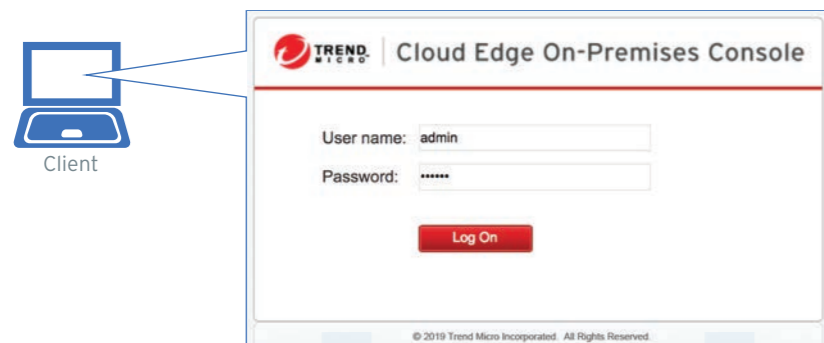 TREND MICRO Cloud Edge On-Premises Console
User name: admin
Password: ••••••
Client
Log On
© 2019 Trend Micro Incorporated. All Rights Reserved.